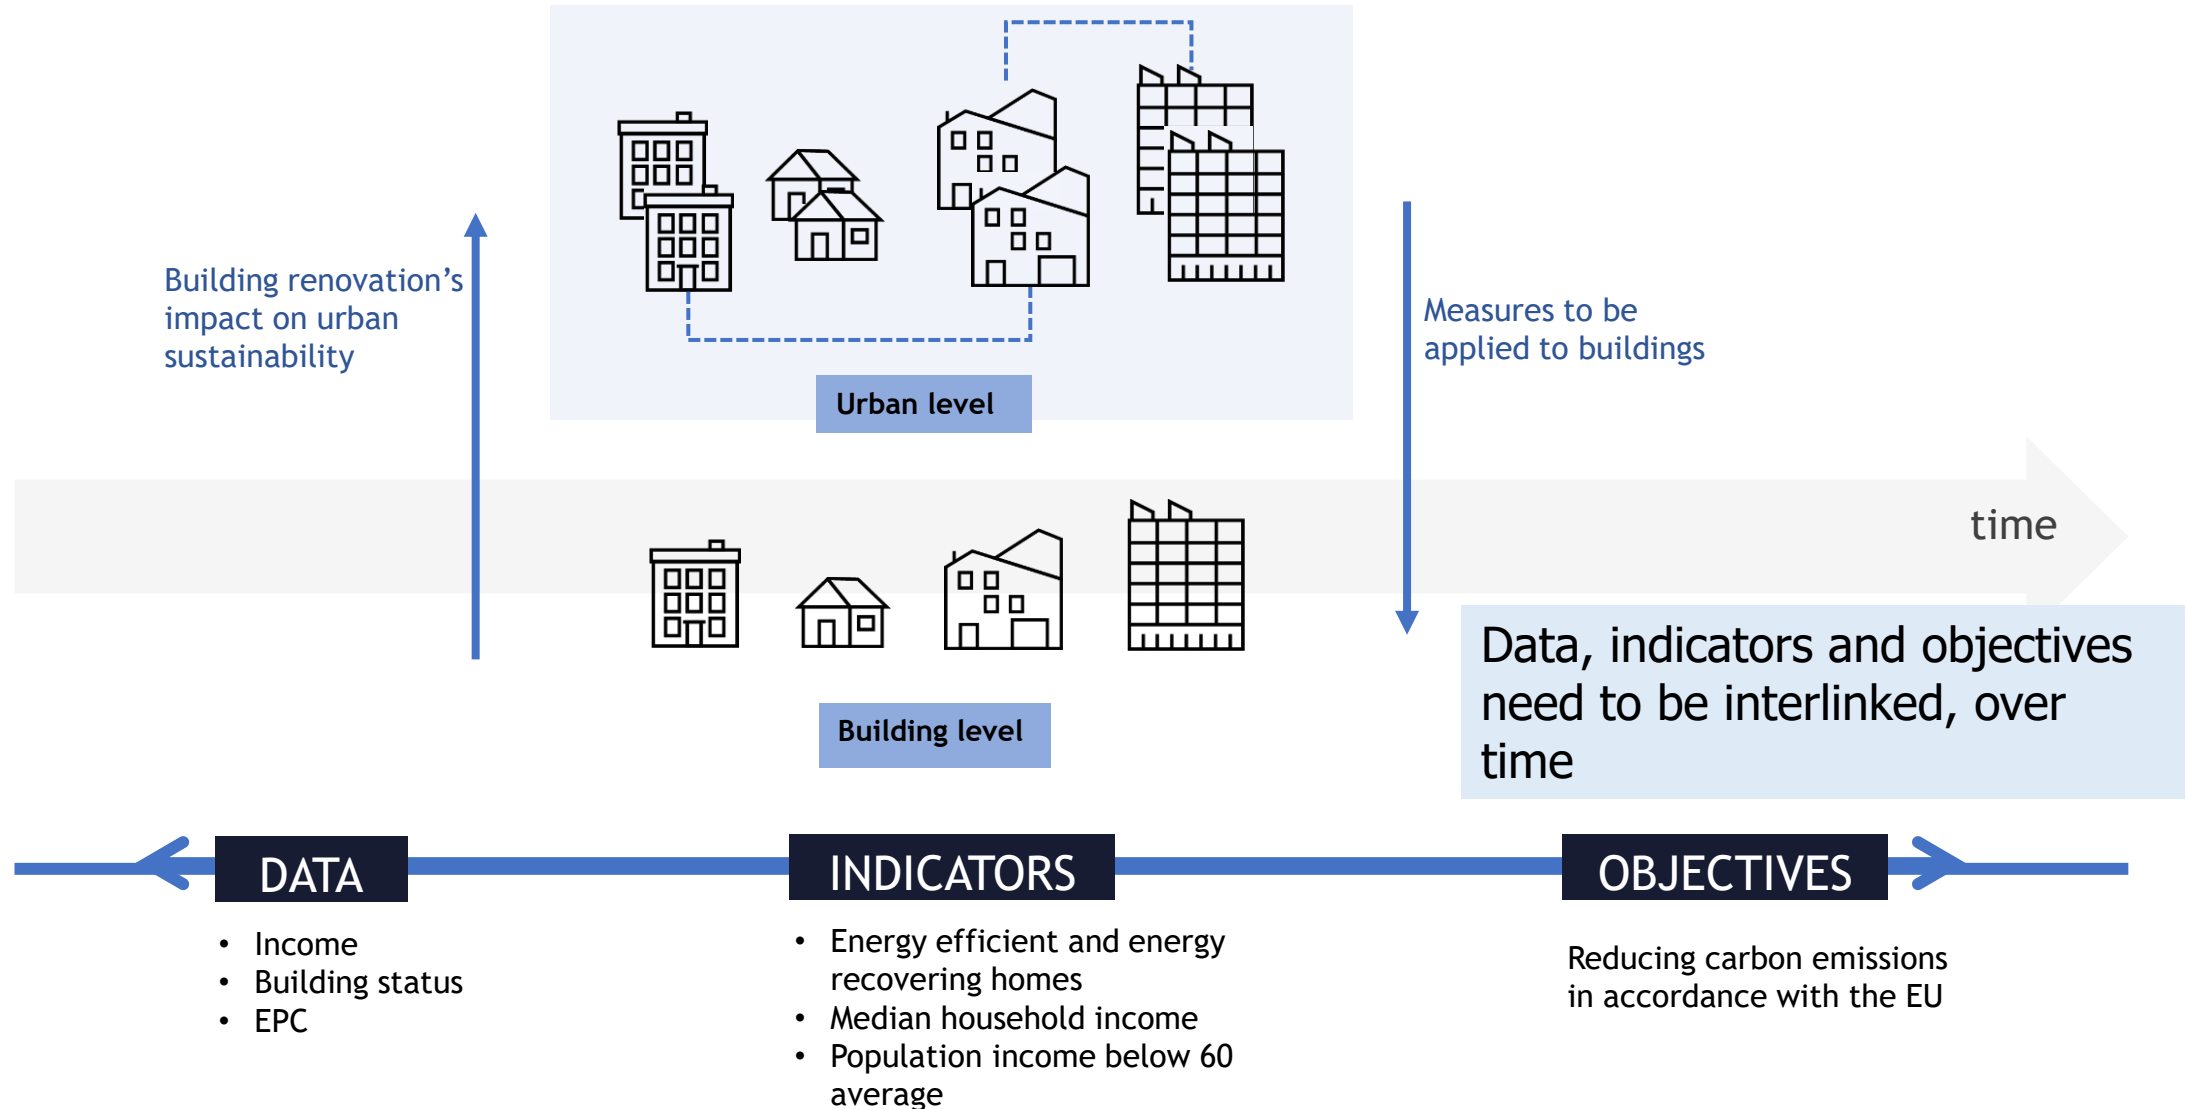 Building renovation’s
impact on urban
sustainability
Measures to be
applied to buildings
Urban level
time
Building level
Data, indicators and objectives
need to be interlinked, over
time
DATA
• Income
• Building status
• EPC
INDICATORS
• Energy efficient and energy
recovering homes
• Median household income
• Population income below 60
average
OBJECTIVES
Reducing carbon emissions
in accordance with the EU